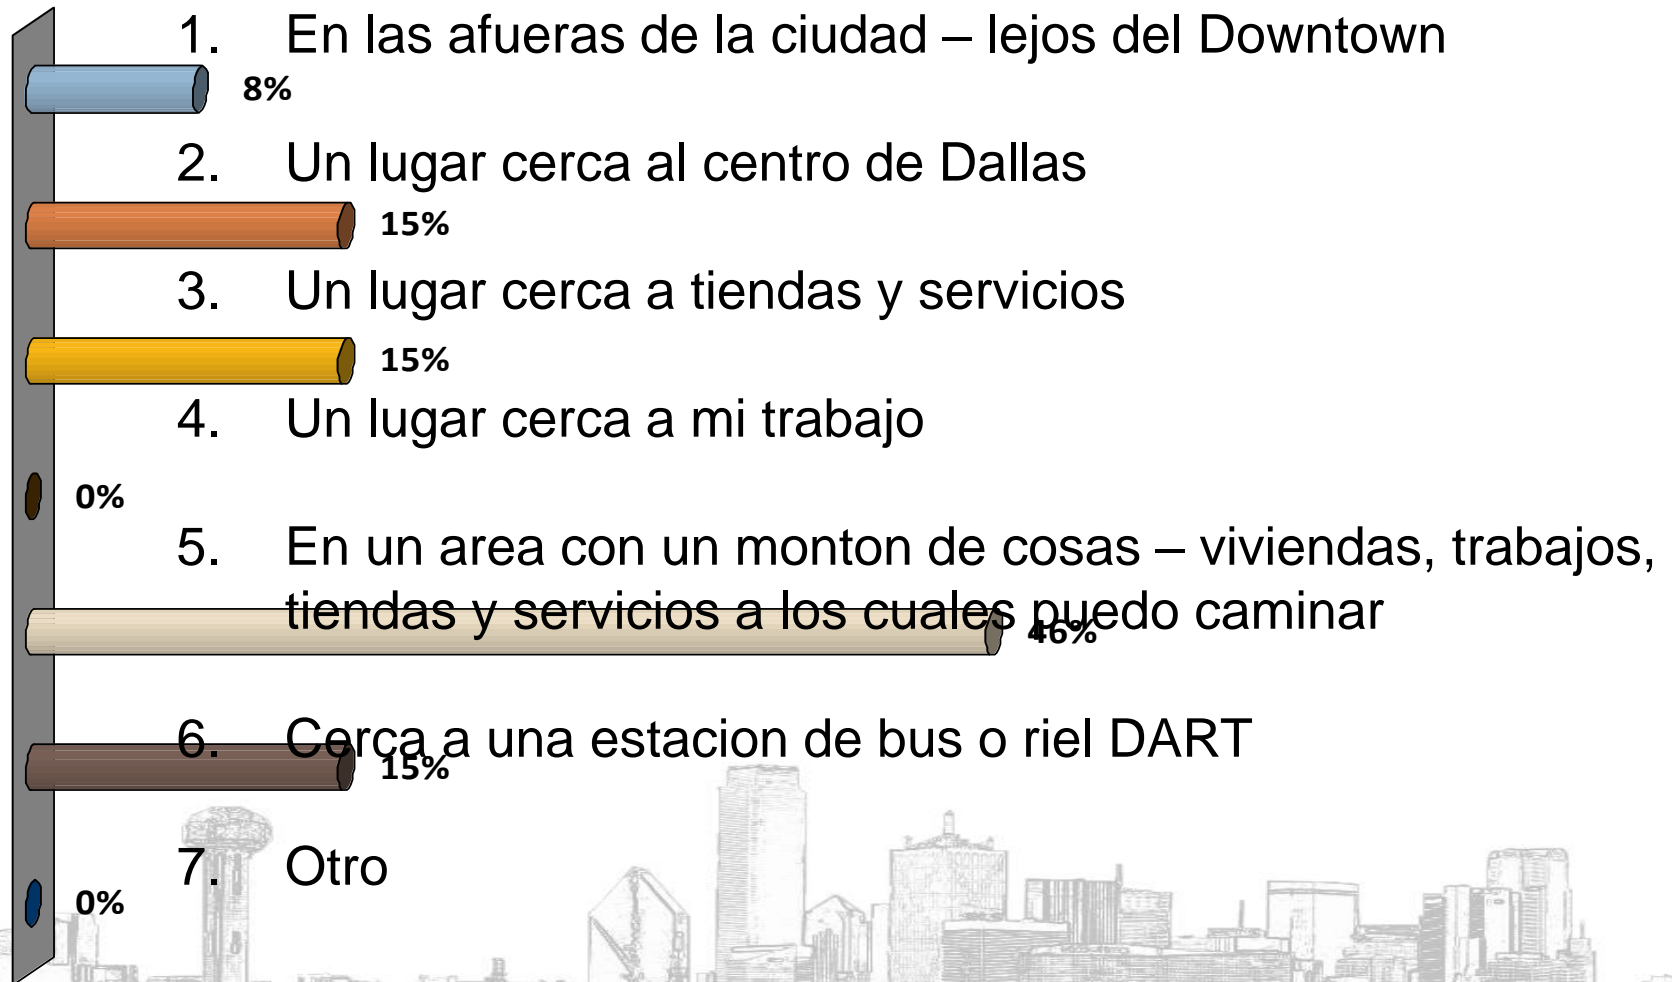 1. En las afueras de la ciudad – lejos del Downtown
8%
2. Un lugar cerca al centro de Dallas
15%
3. Un lugar cerca a tiendas y servicios
15%
4. Un lugar cerca a mi trabajo
0%
5. En un area con un monton de cosas – viviendas, trabajos,
tiendas y servicios a los cuales puedo caminar
46%
6. Cerca a una estacion de bus o riel DART
15%
7. Otro
0%